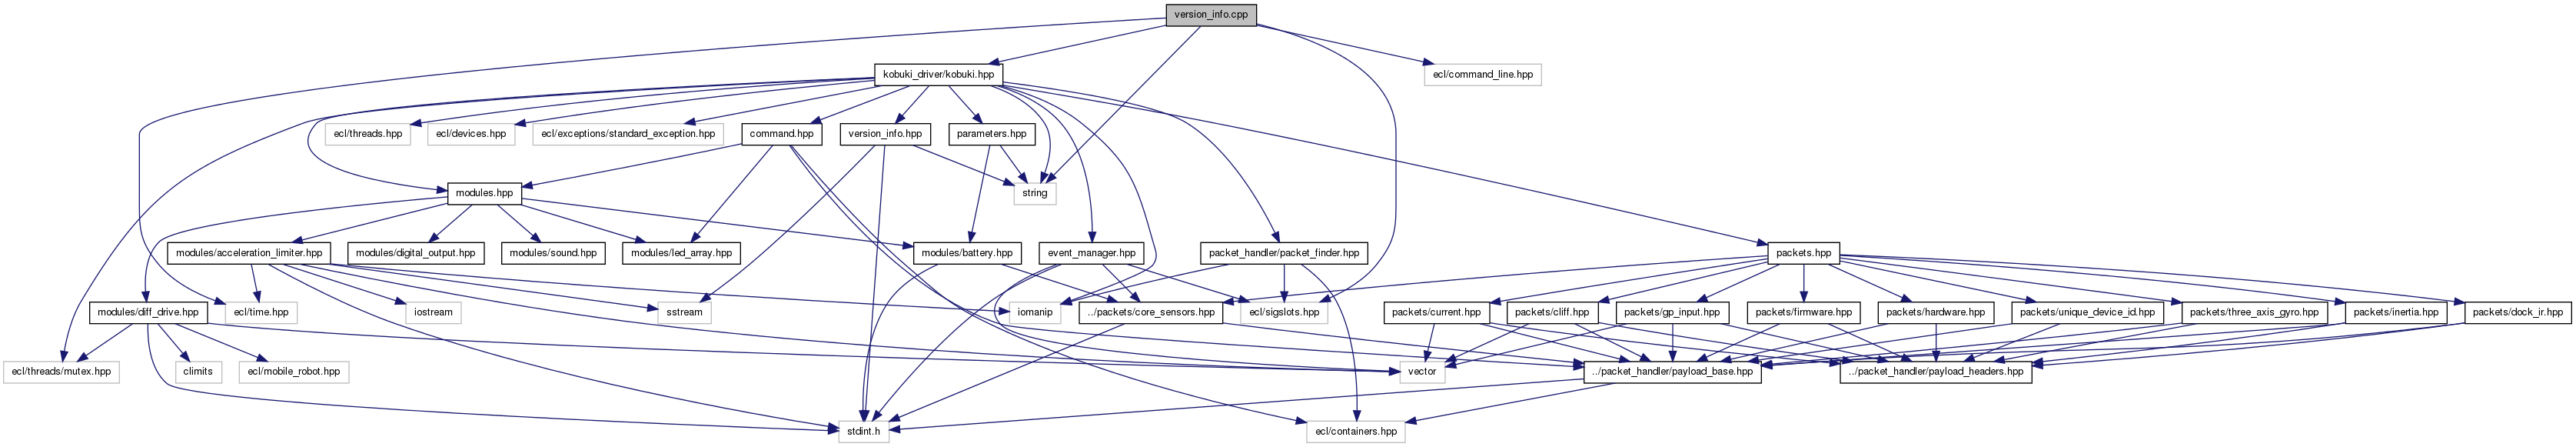 version_info.cpp
kobuki_driver/kobuki.hpp
ecl/command_line.hpp
ecl/threads.hpp
ecl/devices.hpp
ecl/exceptions/standard_exception.hpp
command.hpp
version_info.hpp
parameters.hpp
modules.hpp
string
modules/acceleration_limiter.hpp
modules/digital_output.hpp
modules/sound.hpp
modules/led_array.hpp
modules/battery.hpp
event_manager.hpp
packet_handler/packet_finder.hpp
packets.hpp
modules/diff_drive.hpp
ecl/time.hpp
iostream
sstream
iomanip
../packets/core_sensors.hpp
ecl/sigslots.hpp
packets/current.hpp
packets/cliff.hpp
packets/gp_input.hpp
packets/firmware.hpp
packets/hardware.hpp
packets/unique_device_id.hpp
packets/three_axis_gyro.hpp
packets/inertia.hpp
packets/dock_ir.hpp
ecl/threads/mutex.hpp
climits
ecl/mobile_robot.hpp
vector
../packet_handler/payload_base.hpp
../packet_handler/payload_headers.hpp
stdint.h
ecl/containers.hpp